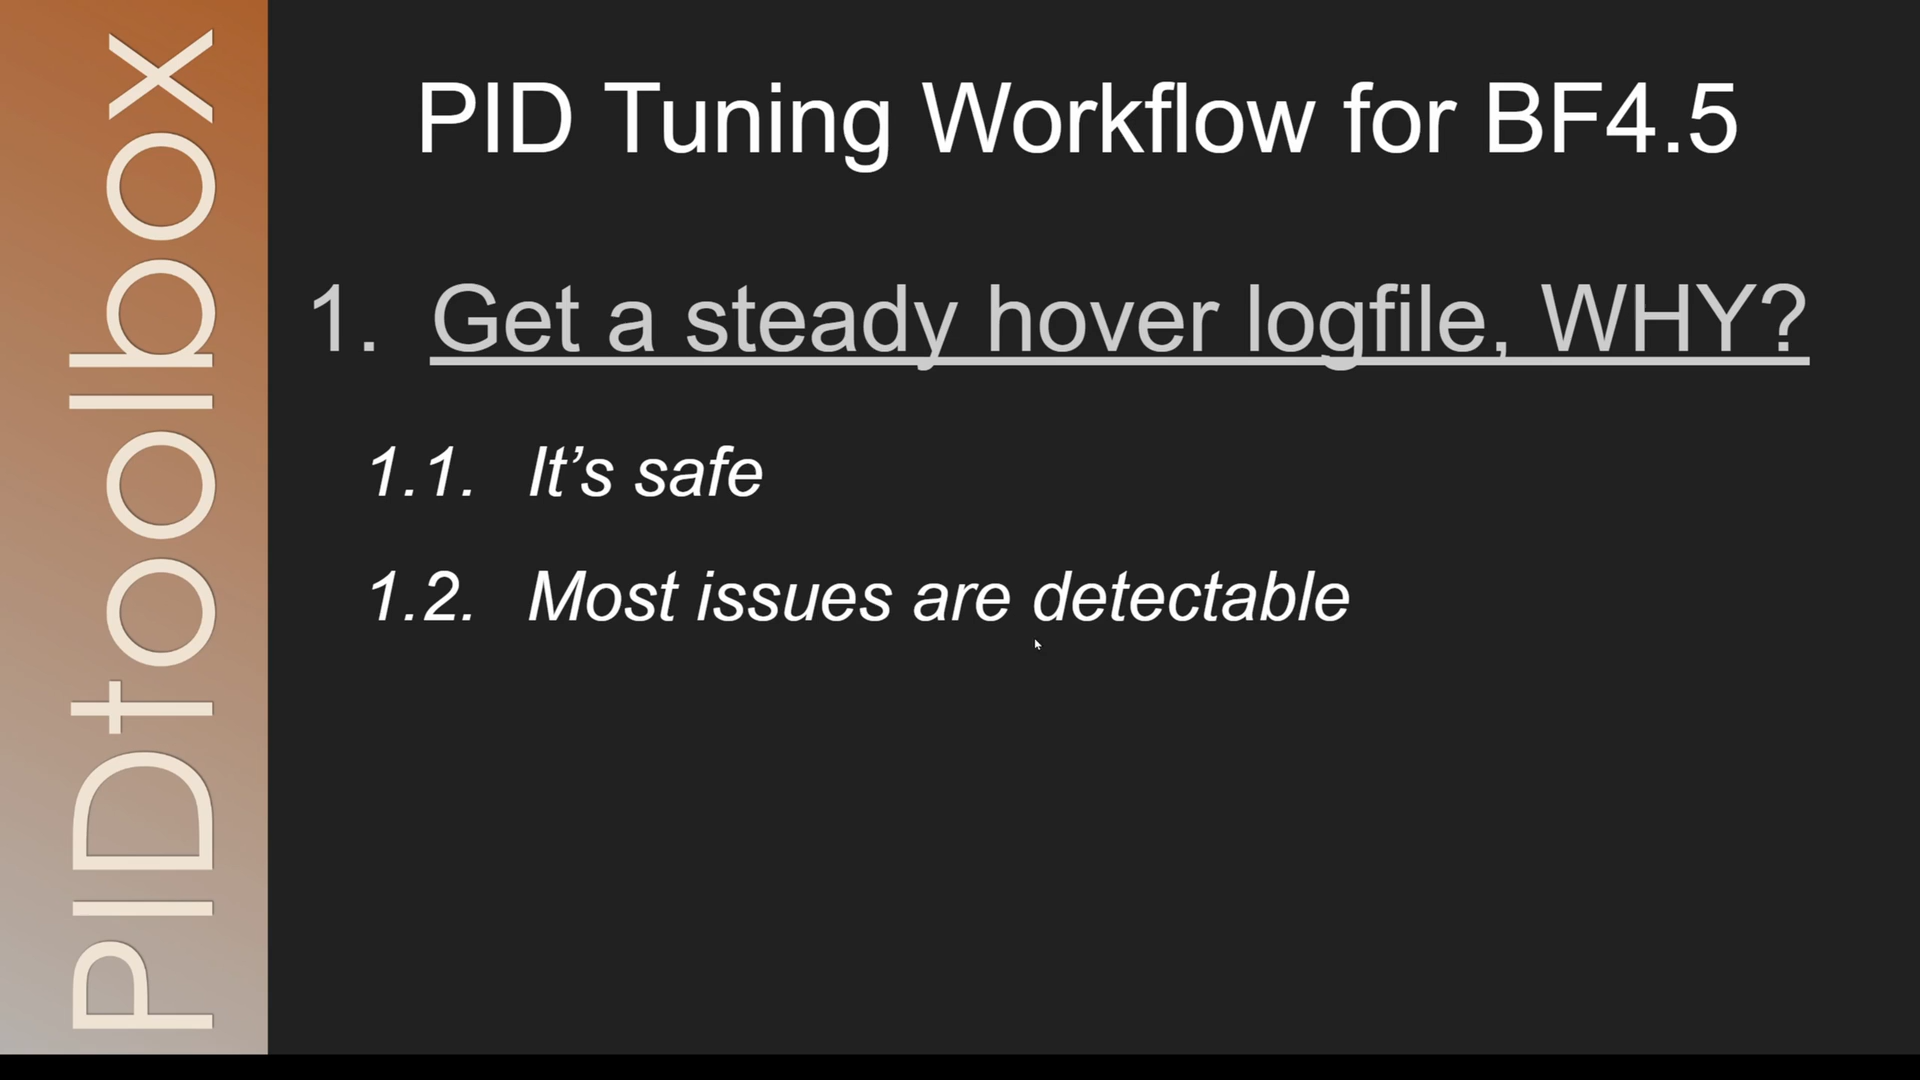 PIDtoolbox
PID Tuning Workflow for BF4.5
1. Get a steady hover logfile, WHY?
1.1. It’s safe
1.2. Most issues are detectable